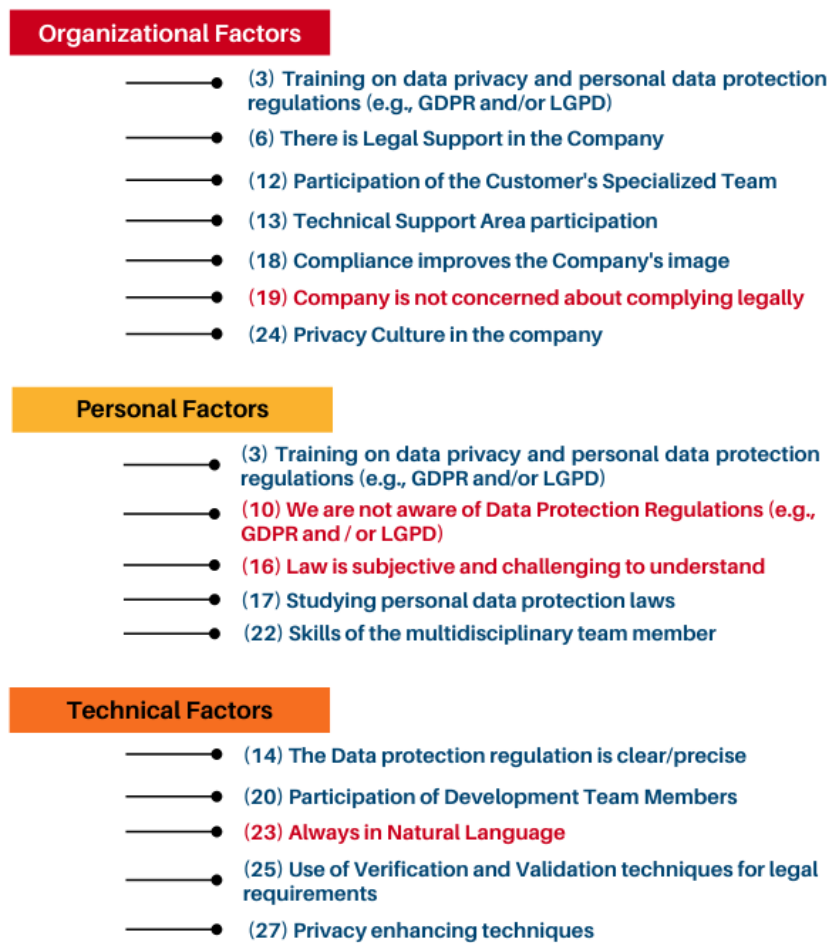 Organizational Factors
(3) Training on data privacy and personal data protection
regulations (e.g., GDPR and/or LGPD)
(6) There is Legal Support in the Company
(12) Participation of the Customer's Specialized Team
(13) Technical Support Area participation
(18) Compliance improves the Company's image
(19) Company is not concerned about complying legally
(24) Privacy Culture in the company
Personal Factors
(3) Training on data privacy and personal data protection
regulations (e.g., GDPR and/or LGPD)
(10) We are not aware of Data Protection Regulations (e.g.,
GDPR and / or LGPD)
(16) Law is subjective and challenging to understand
(17) Studying personal data protection laws
(22) Skills of the multidisciplinary team member
Technical Factors
(14) The Data protection regulation is clear/precise
(20) Participation of Development Team Members
(23) Always in Natural Language
(25) Use of Verification and Validation techniques for legal
requirements
(27) Privacy enhancing techniques